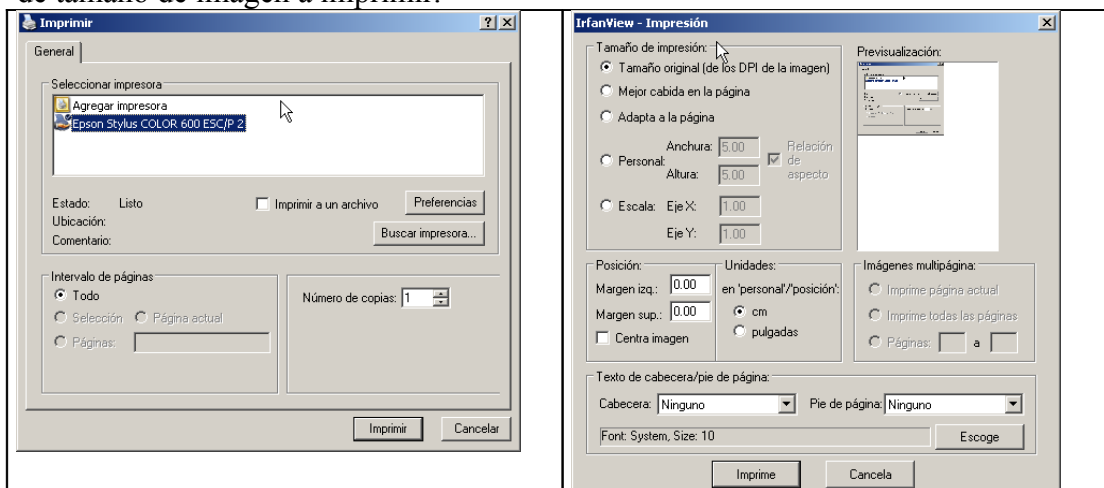 de tamaño de imagen a imprimir:
Imprimir
General
Seleccionar impresora
Agregar impresora
Epson Stylus COLOR 600 ESC/P 2
Estado: Listo
Imprimir a un archivo
Preferencias
Ubicación:
Comentario:
Buscar impresora...
Intervalo de páginas
Todo
Selección Página actual
Páginas:
Número de copias: 1
Imprimir Cancelar
IrfanView - Impresión
Tamaño de impresión:
Tamaño original (de los DPI de la imagen)
Mejor cabida en la página
Adapta a la página
Personal:
Anchura: 5.00
Altura: 5.00
Relación
de
aspecto
Escala: Eje X: 1.00
Eje Y: 1.00
Previsualización:
Posición:
Margen izq.: 0.00
Margen sup.: 0.00
Centra imagen
Unidades:
en 'personal'/'posición':
cm
pulgadas
Imágenes multipágina:
Imprime página actual
Imprime todas las páginas
Páginas: a
Texto de cabecera/pie de página:
Cabecera: Ninguno Pie de página: Ninguno
Font: System, Size: 10 Escoge
Imprime Cancela